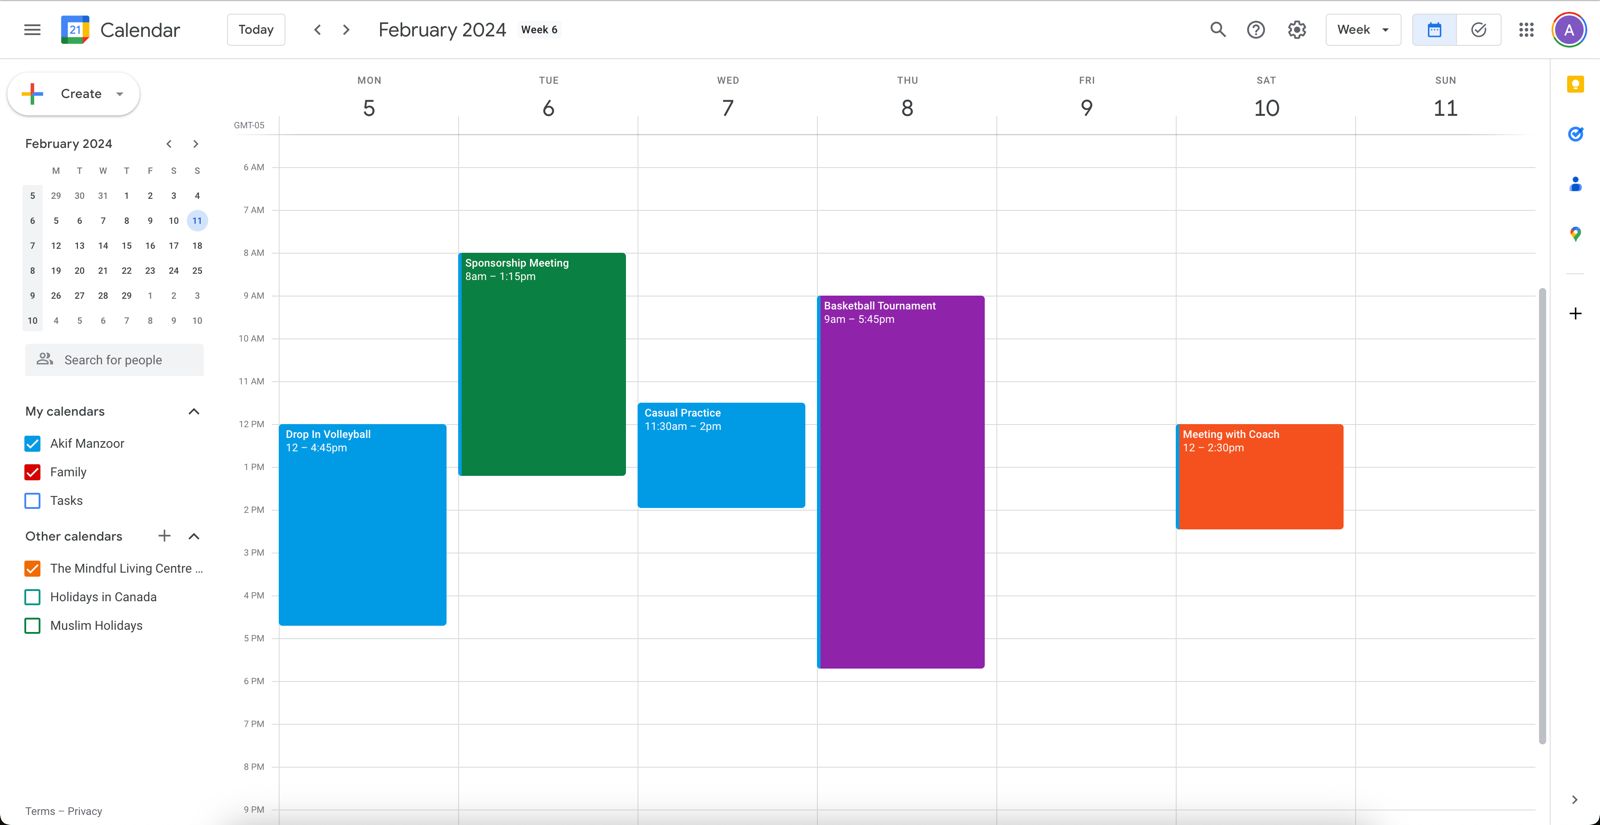 21 Calendar Today February 2024 Week 6 Week A
Create
February 2024
M T W T F S S
5 29 30 31 1 2 3 4
6 5 6 7 8 9 10 11
7 12 13 14 15 16 17 18
8 19 20 21 22 23 24 25
9 26 27 28 29 1 2 3
10 4 5 6 7 8 9 10
Search for people
My calendars
Akif Manzoor
Family
Tasks
Other calendars
The Mindful Living Centre ...
Holidays in Canada
Muslim Holidays
Terms – Privacy
MON TUE WED THU FRI SAT SUN
5 6 7 8 9 10 11
GMT-05
6 AM
7 AM
8 AM
9 AM
10 AM
11 AM
12 PM
1 PM
2 PM
3 PM
4 PM
5 PM
6 PM
7 PM
8 PM
9 PM
Drop In Volleyball
12 – 4:45pm
Sponsorship Meeting
8am – 1:15pm
Casual Practice
11:30am – 2pm
Basketball Tournament
9am – 5:45pm
Meeting with Coach
12 – 2:30pm